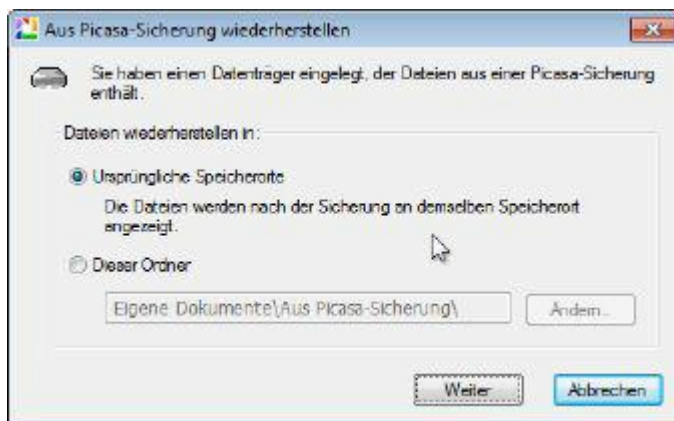 Aus Picasa-Sicherung wiederherstellen
Sie haben einen Datenträger eingelegt, der Dateien aus einer Picasa-Sicherung
enthält.
Dateien wiederherstellen in:
Ursprüngliche Speicherorte
Die Dateien werden nach der Sicherung an demselben Speicherort
angezeigt.
Dieser Ordner
Eigene Dokumente\Aus Picasa-Sicherung\
Ändern...
Weiter
Abbrechen